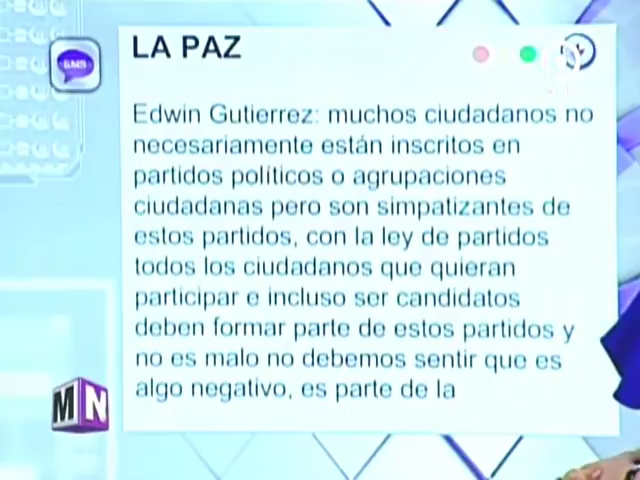 LA PAZ
SMS
Edwin Gutierrez: muchos ciudadanos no
necesariamente están inscritos en
partidos políticos o agrupaciones
ciudadanas pero son simpatizantes de
estos partidos, con la ley de partidos
todos los ciudadanos que quieran
participar e incluso ser candidatos
deben formar parte de estos partidos y
no es malo no debemos sentir que es
algo negativo, es parte de la
MN